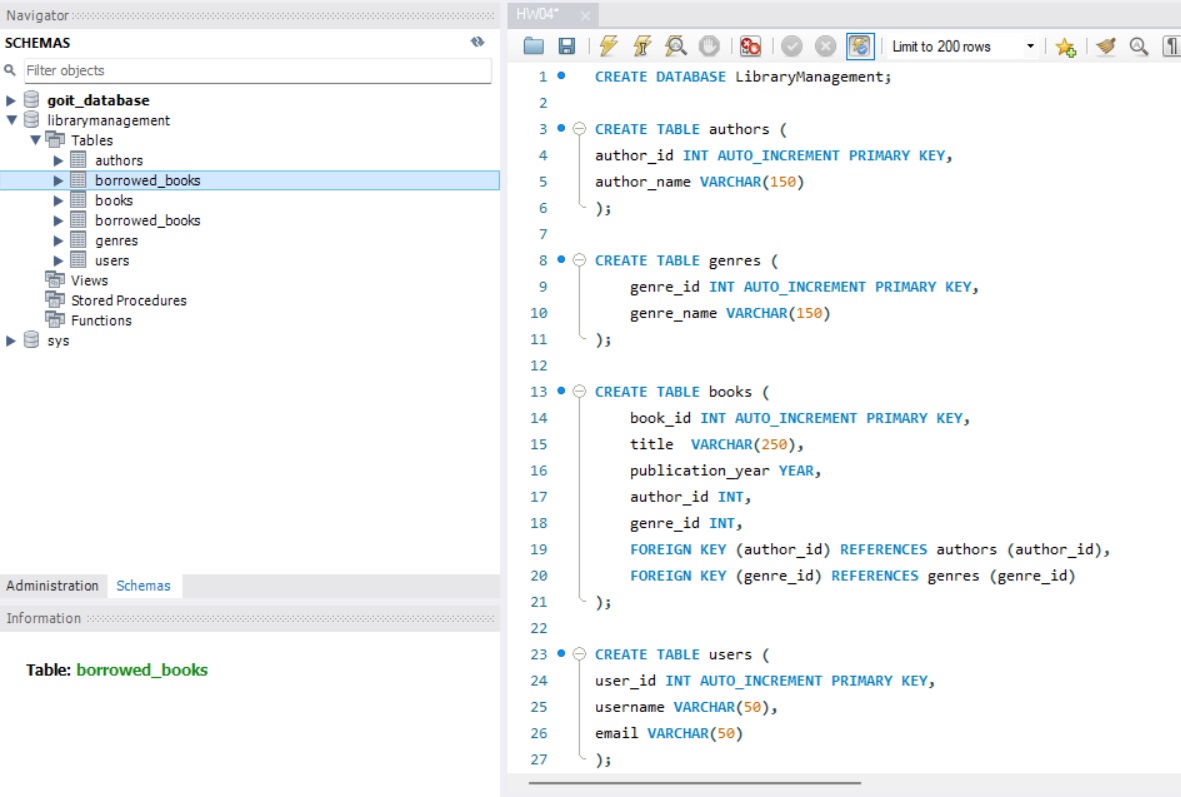 Navigator
SCHEMAS
Filter objects
goit_database
librarymanagement
Tables
authors
borrowed_books
books
borrowed_books
genres
users
Views
Stored Procedures
Functions
sys
Administration Schemas
Information
Table: borrowed_books
HW04*
Limit to 200 rows
1 CREATE DATABASE LibraryManagement;
2
3 CREATE TABLE authors (
4 author_id INT AUTO_INCREMENT PRIMARY KEY,
5 author_name VARCHAR(150)
6 );
7
8 CREATE TABLE genres (
9 genre_id INT AUTO_INCREMENT PRIMARY KEY,
10 genre_name VARCHAR(150)
11 );
12
13 CREATE TABLE books (
14 book_id INT AUTO_INCREMENT PRIMARY KEY,
15 title  VARCHAR(250),
16 publication_year YEAR,
17 author_id INT,
18 genre_id INT,
19 FOREIGN KEY (author_id) REFERENCES authors (author_id),
20 FOREIGN KEY (genre_id) REFERENCES genres (genre_id)
21 );
22
23 CREATE TABLE users (
24 user_id INT AUTO_INCREMENT PRIMARY KEY,
25 username VARCHAR(50),
26 email VARCHAR(50)
27 );